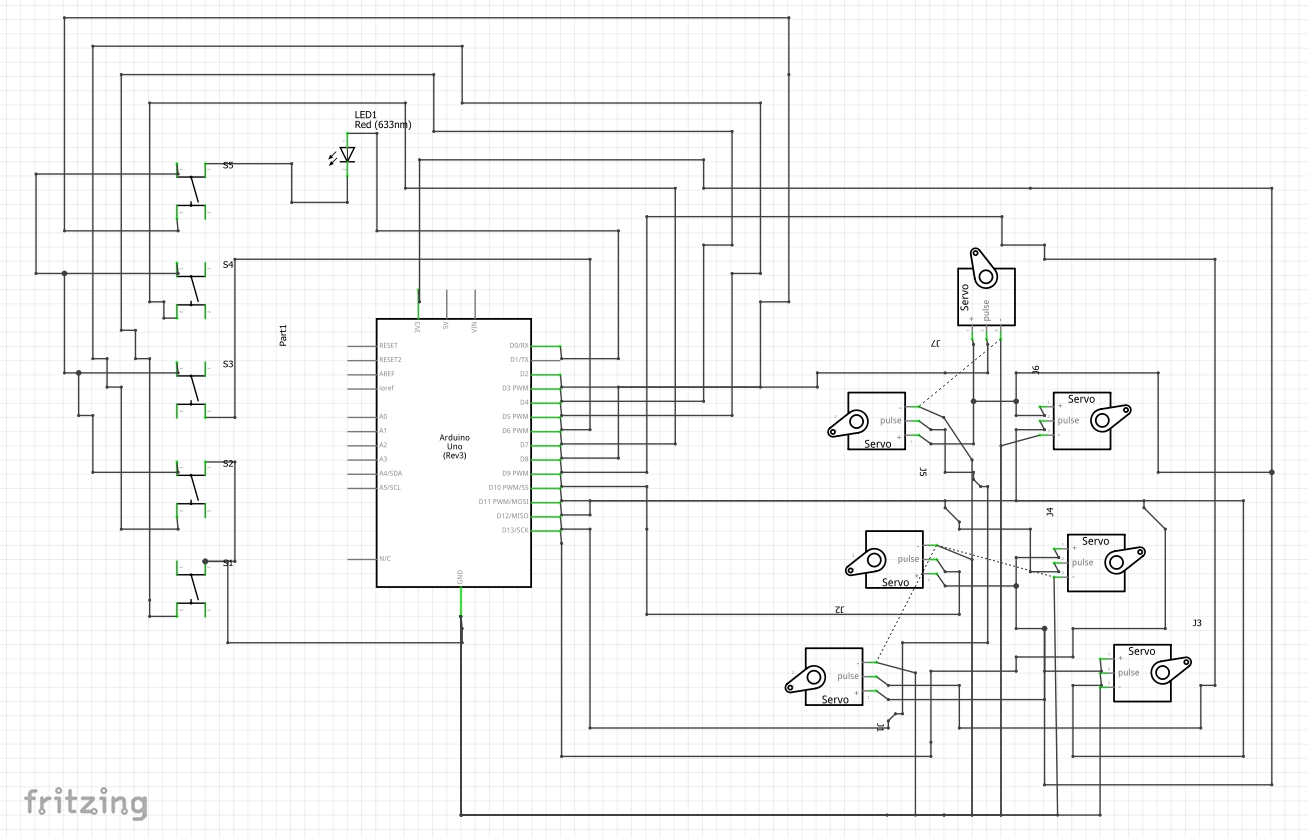 LED1
Red (633nm)
S5
S4
S3
S2
S1
Part1
3V3
5V
VIN
RESET
RESET2
AREF
ioref
A0
A1
A2
A3
A4/SDA
A5/SCL
N/C
Arduino
Uno
(Rev3)
D0/RX
D1/TX
D2
D3 PWM
D4
D5 PWM
D6 PWM
D7
D8
D9 PWM
D10 PWM/SS
D11 PWM/MOSI
D12/MISO
D13/SCK
GND
Servo
+
pulse
-
J7
J6
-
pulse
+
Servo
Servo
+
pulse
-
J5
J4
-
pulse
+
Servo
Servo
+
pulse
-
J2
J3
-
pulse
+
Servo
Servo
+
pulse
-
J1
fritzing